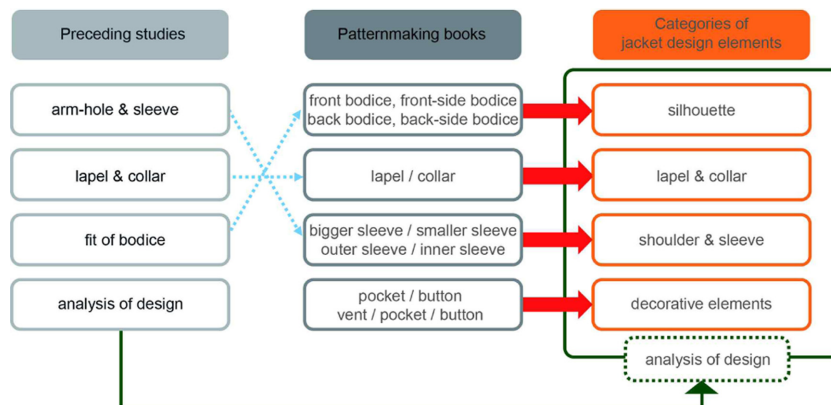 Preceding studies
Patternmaking books
Categories of
jacket design elements
arm-hole & sleeve
front bodice, front-side bodice
back bodice, back-side bodice
silhouette
lapel & collar
lapel / collar
lapel & collar
fit of bodice
bigger sleeve / smaller sleeve
outer sleeve / inner sleeve
shoulder & sleeve
analysis of design
pocket / button
vent / pocket / button
decorative elements
analysis of design